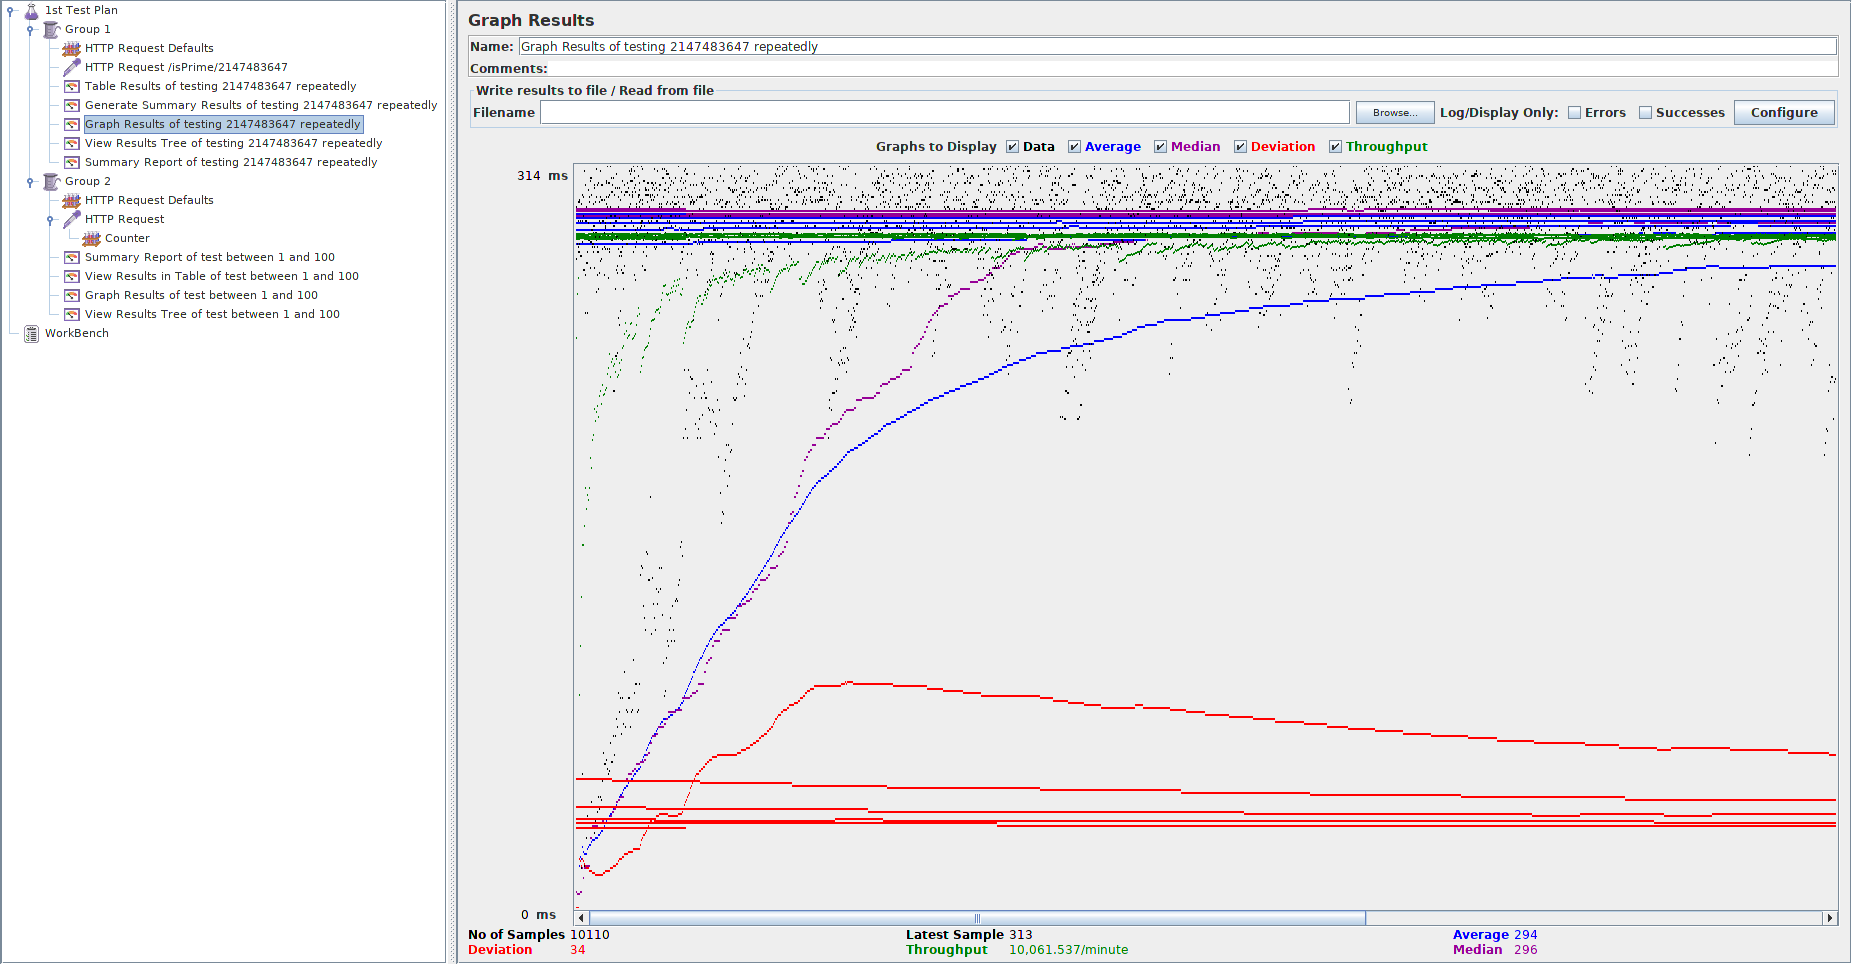 1st Test Plan
Group 1
HTTP Request Defaults
HTTP Request /isPrime/2147483647
Table Results of testing 2147483647 repeatedly
Generate Summary Results of testing 2147483647 repeatedly
Graph Results of testing 2147483647 repeatedly
View Results Tree of testing 2147483647 repeatedly
Summary Report of testing 2147483647 repeatedly
Group 2
HTTP Request Defaults
HTTP Request
Counter
Summary Report of test between 1 and 100
View Results in Table of test between 1 and 100
Graph Results of test between 1 and 100
View Results Tree of test between 1 and 100
WorkBench
Graph Results
Name: Graph Results of testing 2147483647 repeatedly
Comments:
Write results to file / Read from file
Filename Browse... Log/Display Only: Errors Successes Configure
Graphs to Display Data Average Median Deviation Throughput
314 ms
0 ms
No of Samples 10110 Latest Sample 313 Average 294
Deviation 34 Throughput 10,061.537/minute Median 296